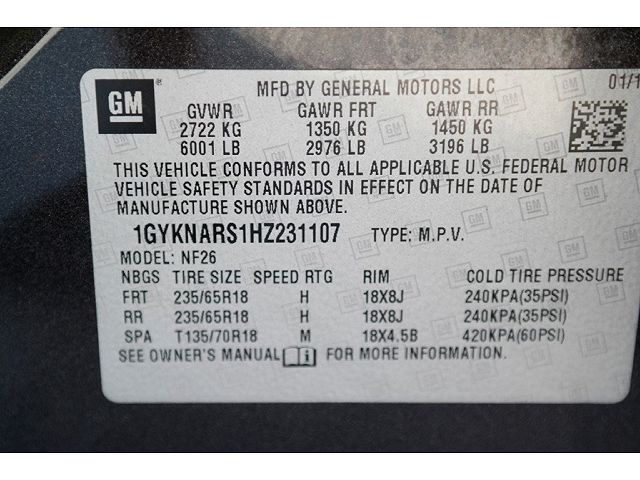 GM MFD BY GENERAL MOTORS LLC 01/1
GVWR GAWR FRT GAWR RR
2722 KG 1350 KG 1450 KG
6001 LB 2976 LB 3196 LB
THIS VEHICLE CONFORMS TO ALL APPLICABLE U.S. FEDERAL MOTOR
VEHICLE SAFETY STANDARDS IN EFFECT ON THE DATE OF
MANUFACTURE SHOWN ABOVE.
1GYKNARS1HZ231107 TYPE: M.P.V.
MODEL: NF26
NBGS TIRE SIZE SPEED RTG RIM COLD TIRE PRESSURE
FRT 235/65R18 H 18X8J 240KPA(35PSI)
RR 235/65R18 H 18X8J 240KPA(35PSI)
SPA T135/70R18 M 18X4.5B 420KPA(60PSI)
SEE OWNER'S MANUAL FOR MORE INFORMATION.